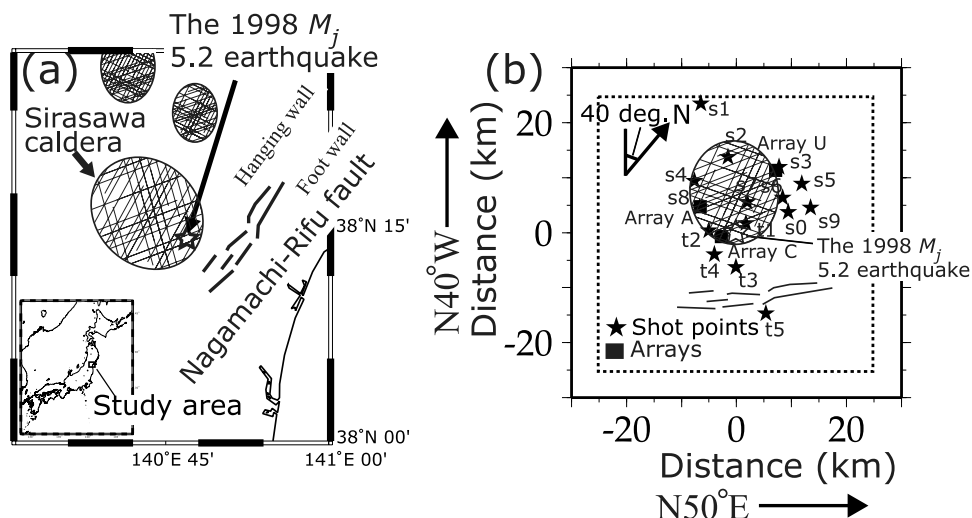 The 1998 Mj
5.2 earthquake
(a)
Sirasawa
caldera
Hanging wall
Foot wall
Nagamachi-Rifu fault
38°N 15'
Study area
38°N 00'
140°E 45'
141°E 00'
(b)
40 deg.
N
s1
s2
Array U
s3
s4
s5
s6
s8
s9
Array A
t1
s0
t2
Array C
The 1998 Mj
5.2 earthquake
t4
t3
t5
Shot points
Arrays
20
0
-20
N40°W
Distance (km)
-20
0
20
Distance (km)
N50°E